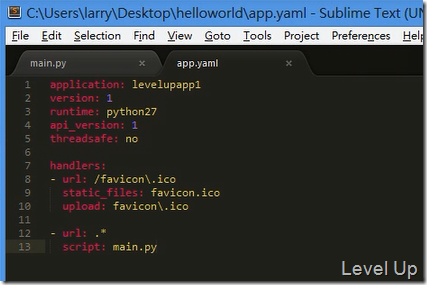 C:\Users\larry\Desktop\helloworld\app.yaml - Sublime Text (UN
File Edit Selection Find View Goto Tools Project Preferences Help
main.py × app.yaml ×
1 application: levelupapp1
2 version: 1
3 runtime: python27
4 api_version: 1
5 threadsafe: no
6
7 handlers:
8 - url: /favicon\.ico
9 static_files: favicon.ico
10 upload: favicon\.ico
11
12 - url: .*
13 script: main.py
Level Up